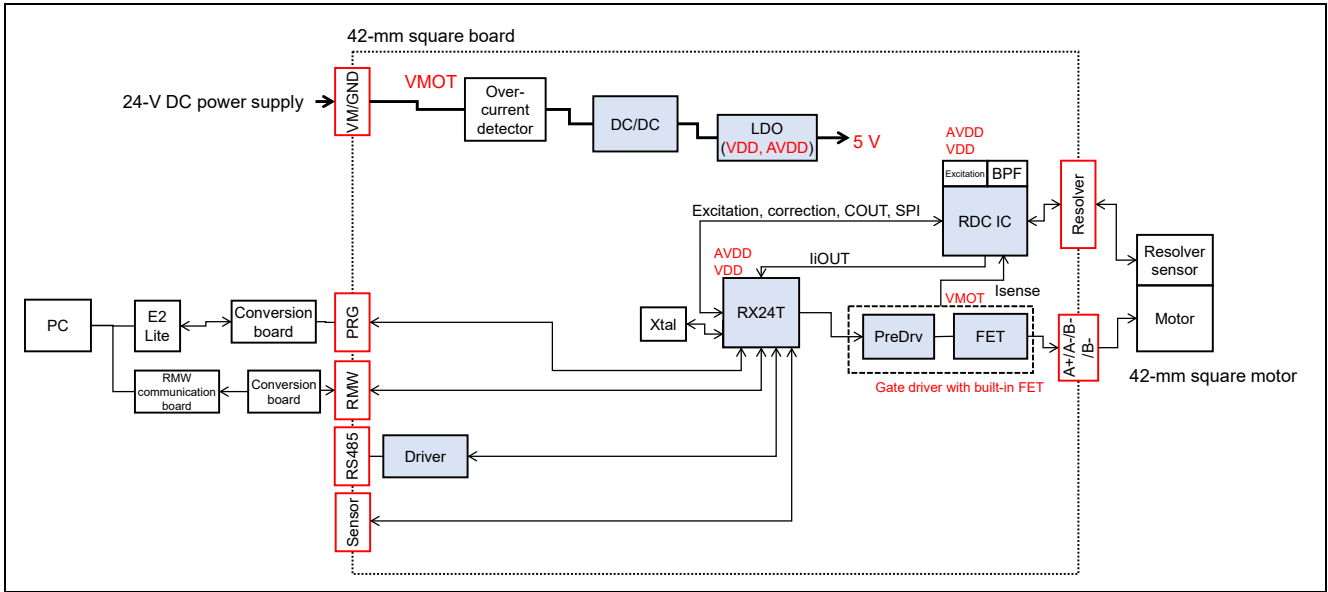 42-mm square board
24-V DC power supply
VM/GND
VMOT
Over-
current
detector
DC/DC
LDO
(VDD, AVDD)
5 V
AVDD
VDD
Excitation
BPF
RDC IC
Resolver
Excitation, correction, COUT, SPI
IiOUT
Isense
AVDD
VDD
RX24T
Xtal
VMOT
PreDrv
FET
Gate driver with built-in FET
A+/A-/B-
/B-
Resolver
sensor
Motor
42-mm square motor
PC
E2
Lite
Conversion
board
PRG
RMW
communication
board
Conversion
board
RMW
RS485
Driver
Sensor